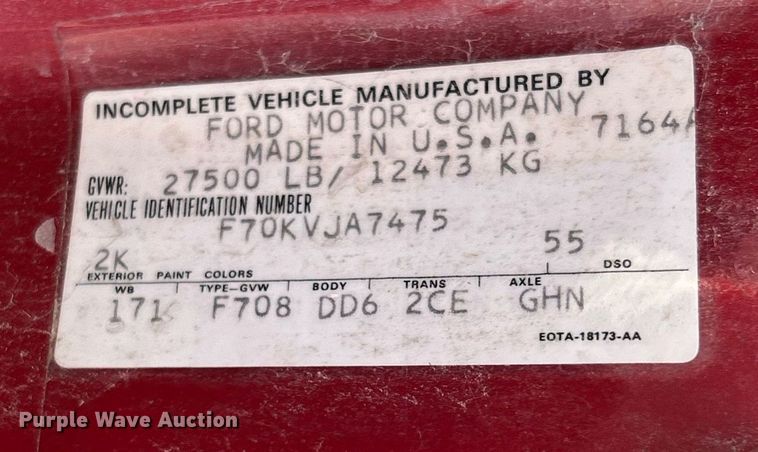 INCOMPLETE VEHICLE MANUFACTURED BY
FORD MOTOR COMPANY
MADE IN U.S.A. 7164A
GVWR: 27500 LB/ 12473 KG
VEHICLE IDENTIFICATION NUMBER
F70KVJA7475
2K 55
EXTERIOR PAINT COLORS DSO
WB TYPE-GVW BODY TRANS AXLE
171 F708 DD6 2CE GHN
EOTA-18173-AA
Purple Wave Auction